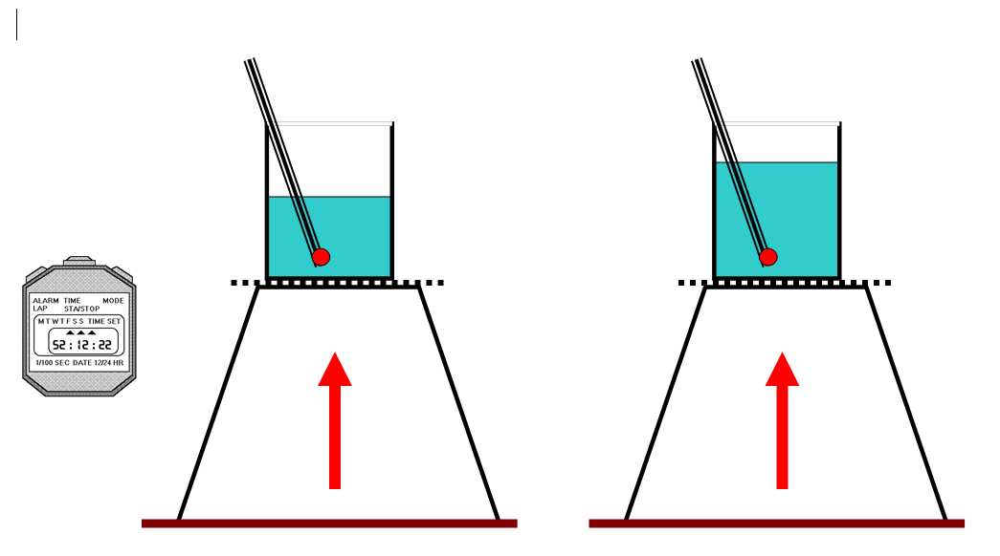 ALARM TIME MODE
LAP STA/STOP
M T W T F S S TIME SET
52:12:22
1/100 SEC DATE 12/24 HR